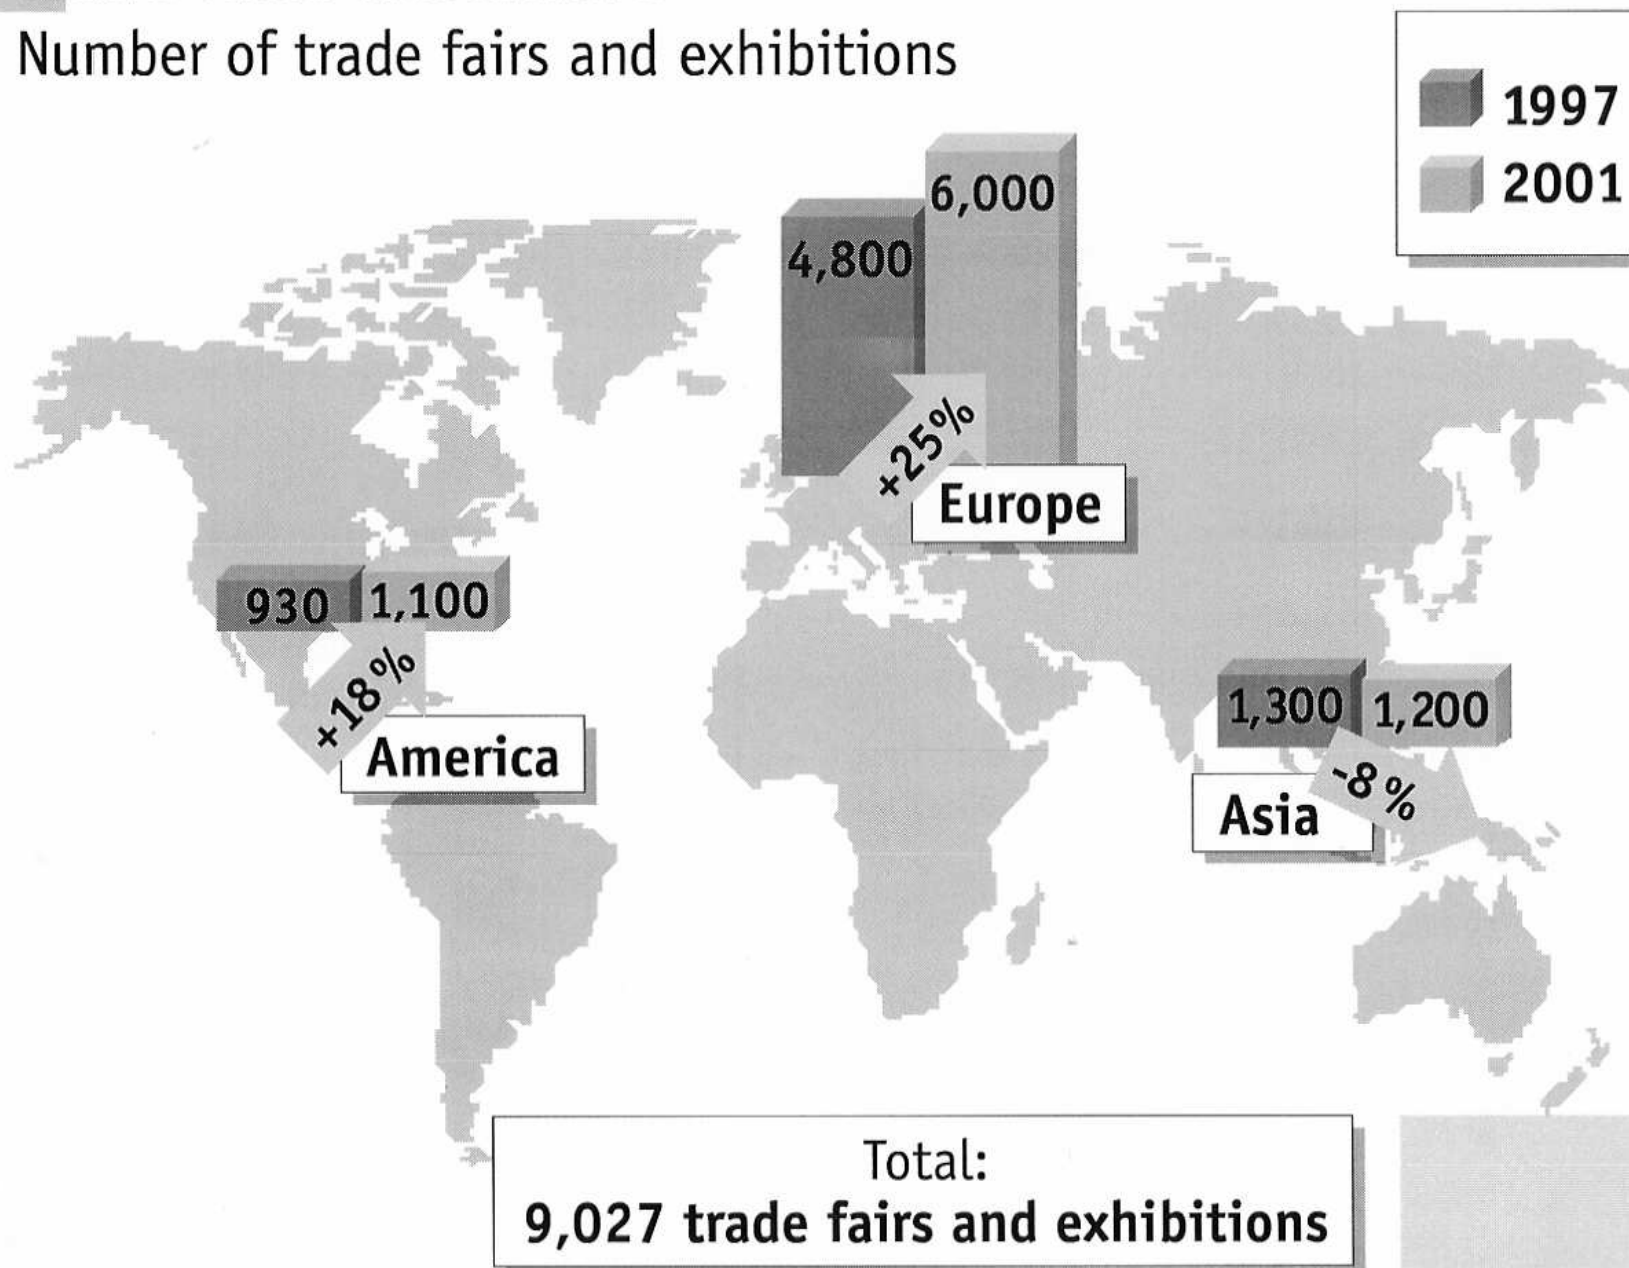 Number of trade fairs and exhibitions
1997
2001
6,000
4,800
+25%
Europe
930
1,100
+18%
America
1,300
1,200
-8%
Asia
Total:
9,027 trade fairs and exhibitions